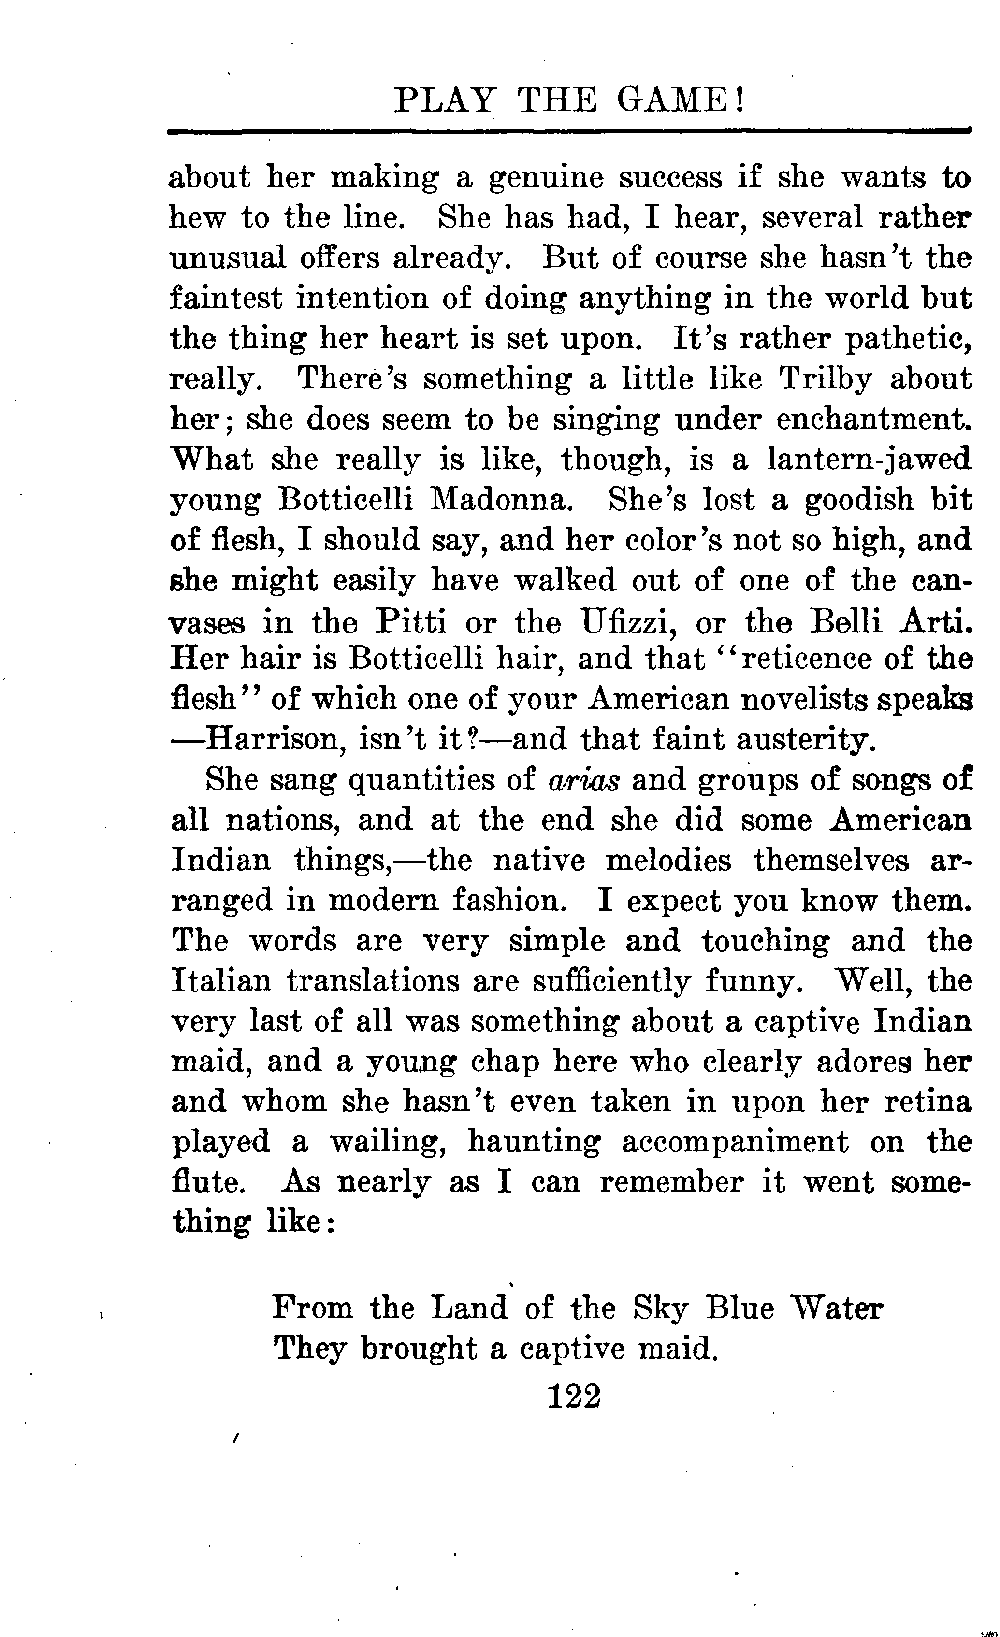 PLAY THE GAME!
about her making a genuine success if she wants to
hew to the line. She has had, I hear, several rather
unusual offers already. But of course she hasn't the
faintest intention of doing anything in the world but
the thing her heart is set upon. It's rather pathetic,
really. There's something a little like Trilby about
her; she does seem to be singing under enchantment.
What she really is like, though, is a lantern-jawed
young Botticelli Madonna. She's lost a goodish bit
of flesh, I should say, and her color's not so high, and
she might easily have walked out of one of the can-
vases in the Pitti or the Ufizzi, or the Belli Arti.
Her hair is Botticelli hair, and that "reticence of the
flesh" of which one of your American novelists speaks
—Harrison, isn't it?—and that faint austerity.
She sang quantities of arias and groups of songs of
all nations, and at the end she did some American
Indian things,—the native melodies themselves ar-
ranged in modern fashion. I expect you know them.
The words are very simple and touching and the
Italian translations are sufficiently funny. Well, the
very last of all was something about a captive Indian
maid, and a young chap here who clearly adores her
and whom she hasn't even taken in upon her retina
played a wailing, haunting accompaniment on the
flute. As nearly as I can remember it went some-
thing like:
From the Land of the Sky Blue Water
They brought a captive maid.
122